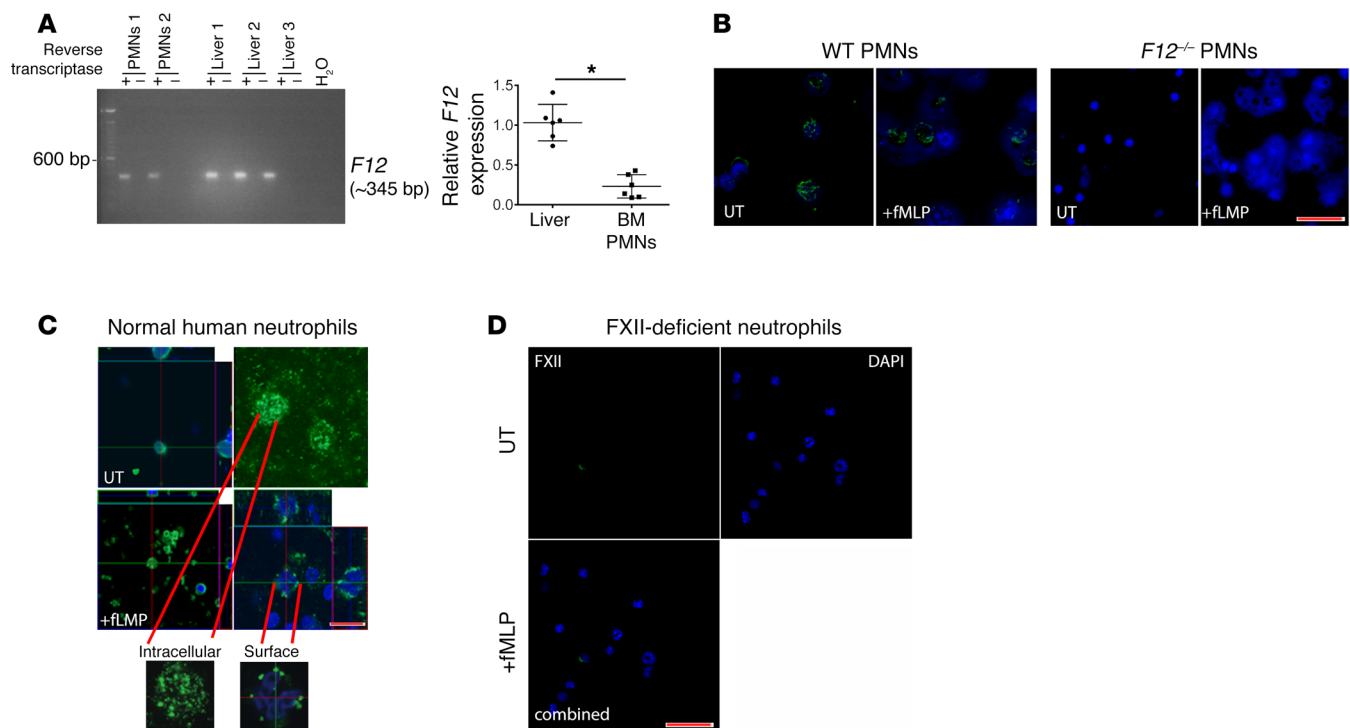 A
Reverse
transcriptase
+ − PMNs 1
+ − PMNs 2
+ − Liver 1
+ − Liver 2
+ − Liver 3
H₂O
600 bp
F12
(~345 bp)
Relative F12
expression
1.5
1.0
0.5
0.0
*
Liver
BM
PMNs
B
WT PMNs
F12⁻/⁻ PMNs
UT
+fMLP
UT
+fLMP
C
Normal human neutrophils
UT
+fLMP
Intracellular
Surface
D
FXII-deficient neutrophils
FXII
DAPI
UT
+fMLP
combined